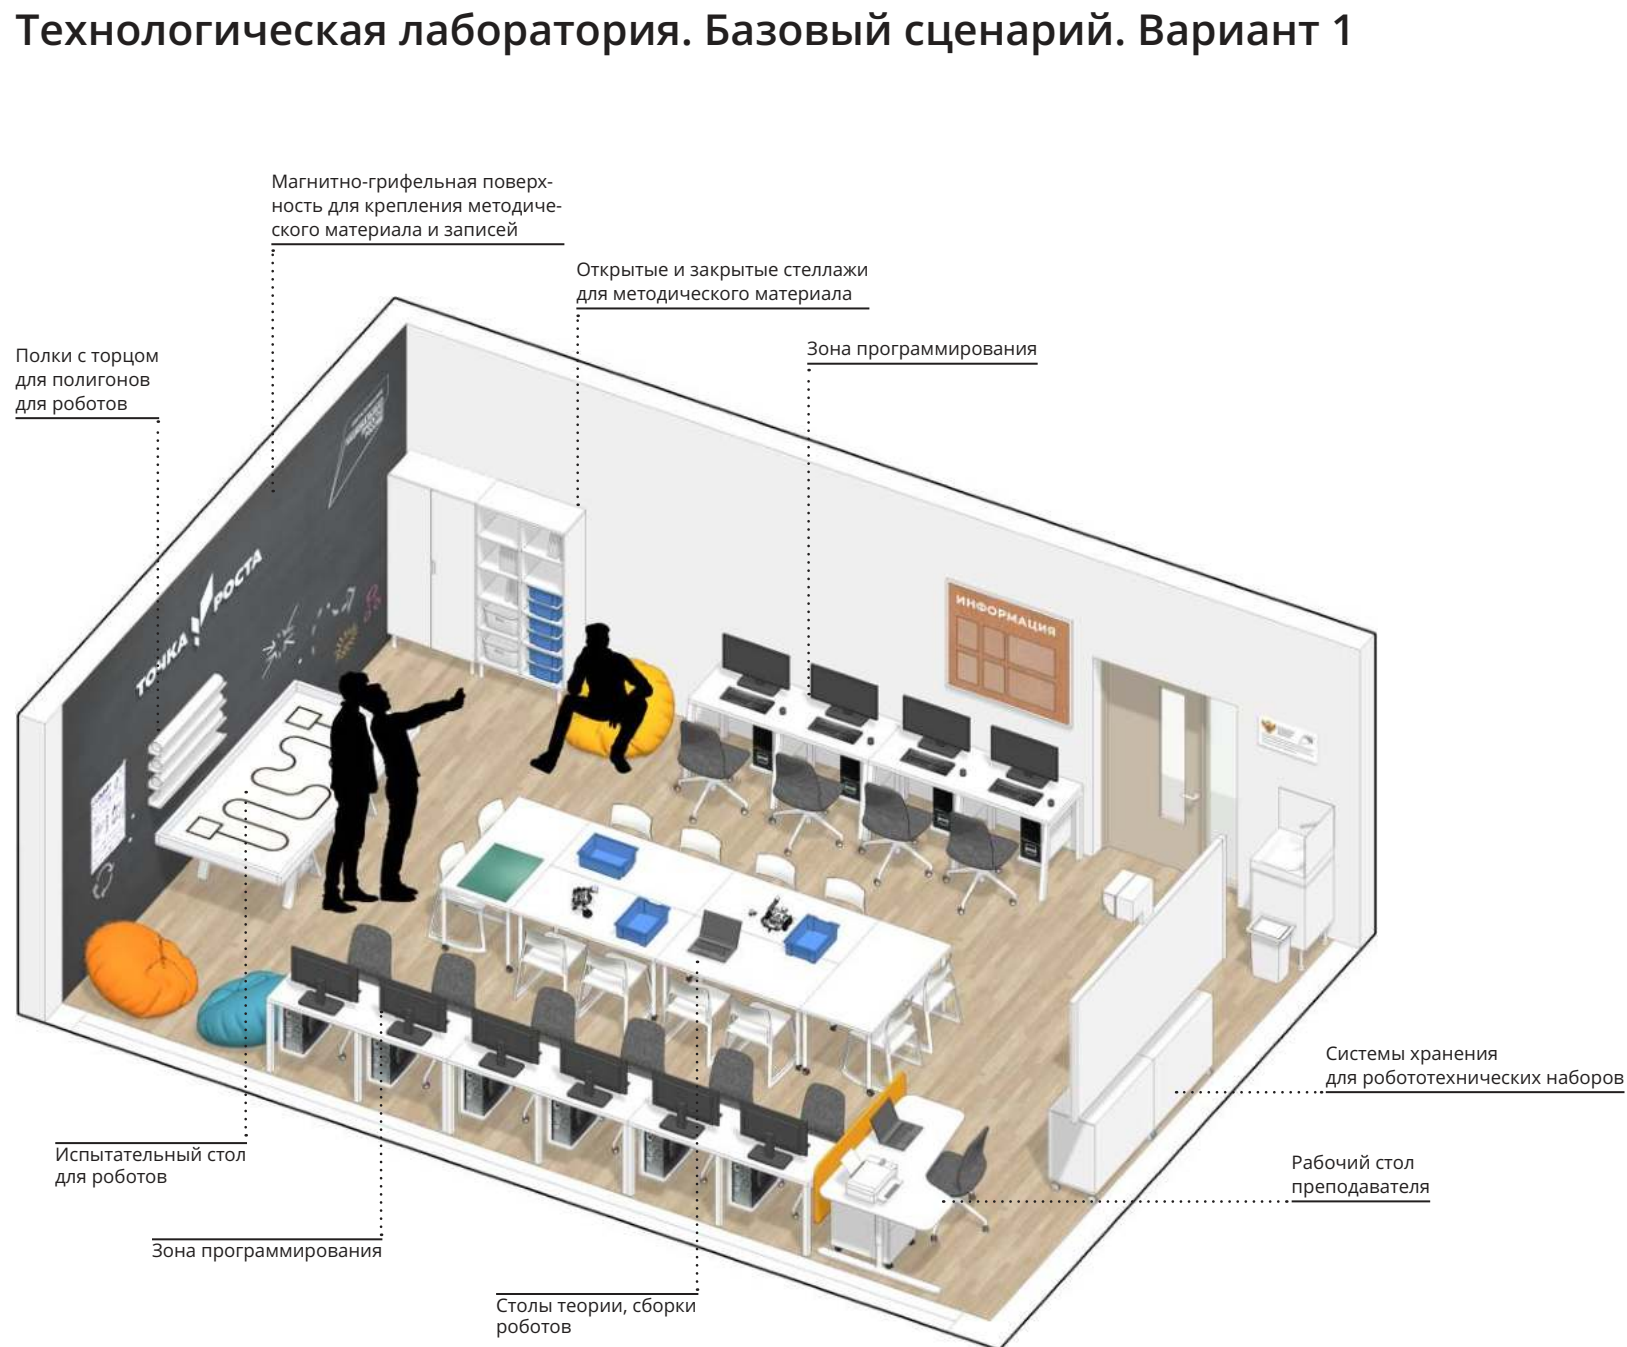 Технологическая лаборатория. Базовый сценарий. Вариант 1
Магнитно-грифельная поверх-
ность для крепления методиче-
ского материала и записей
Открытые и закрытые стеллажи
для методического материала
Зона программирования
Полки с торцом
для полигонов
для роботов
ТОЧКА РОСТА
ИНФОРМАЦИЯ
Системы хранения
для робототехнических наборов
Рабочий стол
преподавателя
Испытательный стол
для роботов
Зона программирования
Столы теории, сборки
роботов